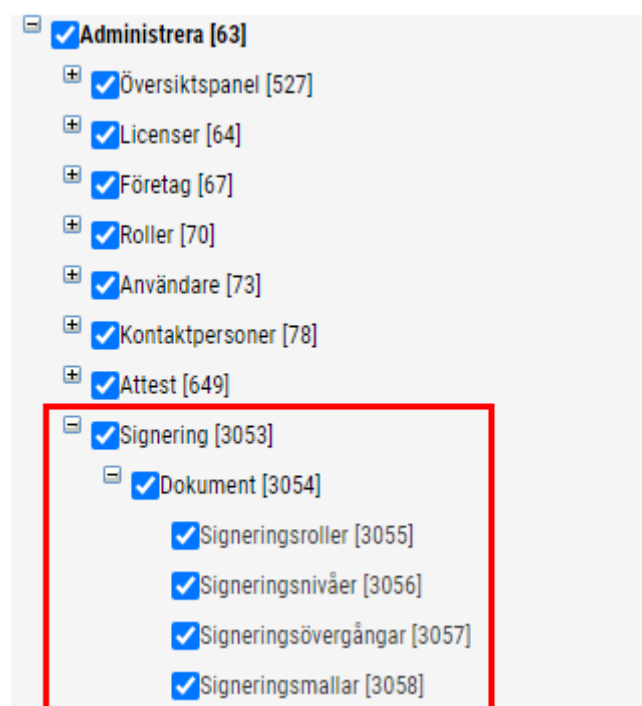 Administrera [63]
Översiktspanel [527]
Licenser [64]
Företag [67]
Roller [70]
Användare [73]
Kontaktpersoner [78]
Attest [649]
Signering [3053]
Dokument [3054]
Signeringsroller [3055]
Signeringsnivåer [3056]
Signeringsövergångar [3057]
Signeringsmallar [3058]